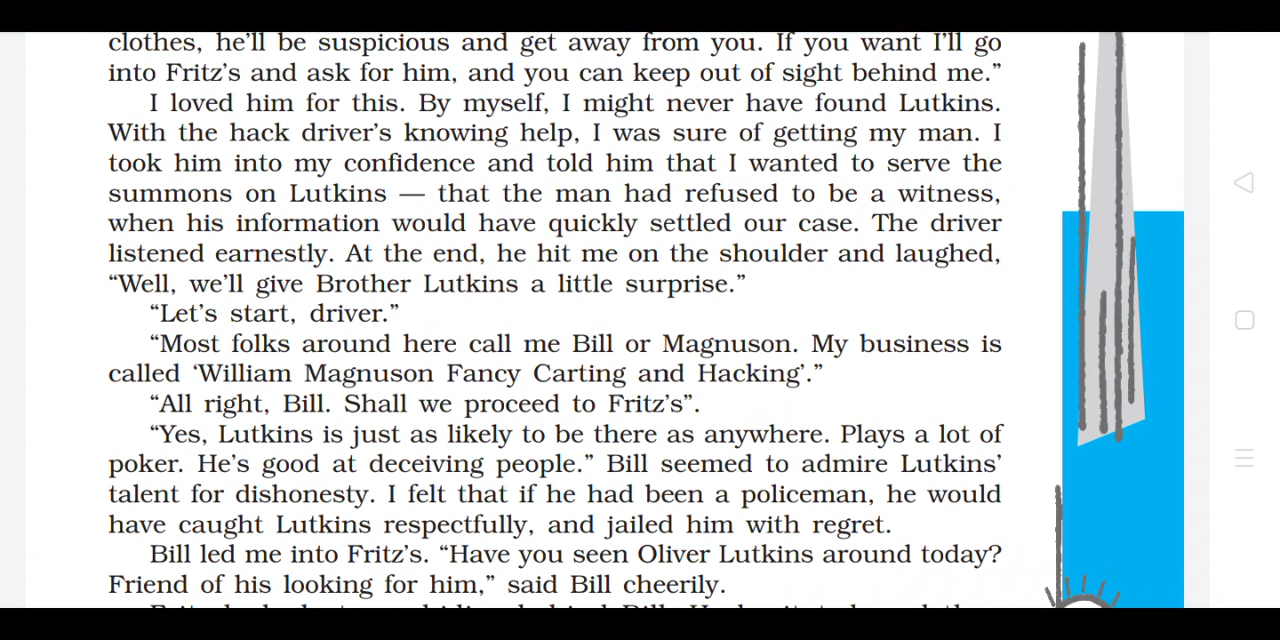 clothes, he’ll be suspicious and get away from you. If you want I’ll go
into Fritz’s and ask for him, and you can keep out of sight behind me.”
I loved him for this. By myself, I might never have found Lutkins.
With the hack driver’s knowing help, I was sure of getting my man. I
took him into my confidence and told him that I wanted to serve the
summons on Lutkins — that the man had refused to be a witness,
when his information would have quickly settled our case. The driver
listened earnestly. At the end, he hit me on the shoulder and laughed,
“Well, we’ll give Brother Lutkins a little surprise.”
“Let’s start, driver.”
“Most folks around here call me Bill or Magnuson. My business is
called ‘William Magnuson Fancy Carting and Hacking’.”
“All right, Bill. Shall we proceed to Fritz’s”.
“Yes, Lutkins is just as likely to be there as anywhere. Plays a lot of
poker. He’s good at deceiving people.” Bill seemed to admire Lutkins’
talent for dishonesty. I felt that if he had been a policeman, he would
have caught Lutkins respectfully, and jailed him with regret.
Bill led me into Fritz’s. “Have you seen Oliver Lutkins around today?
Friend of his looking for him,” said Bill cheerily.